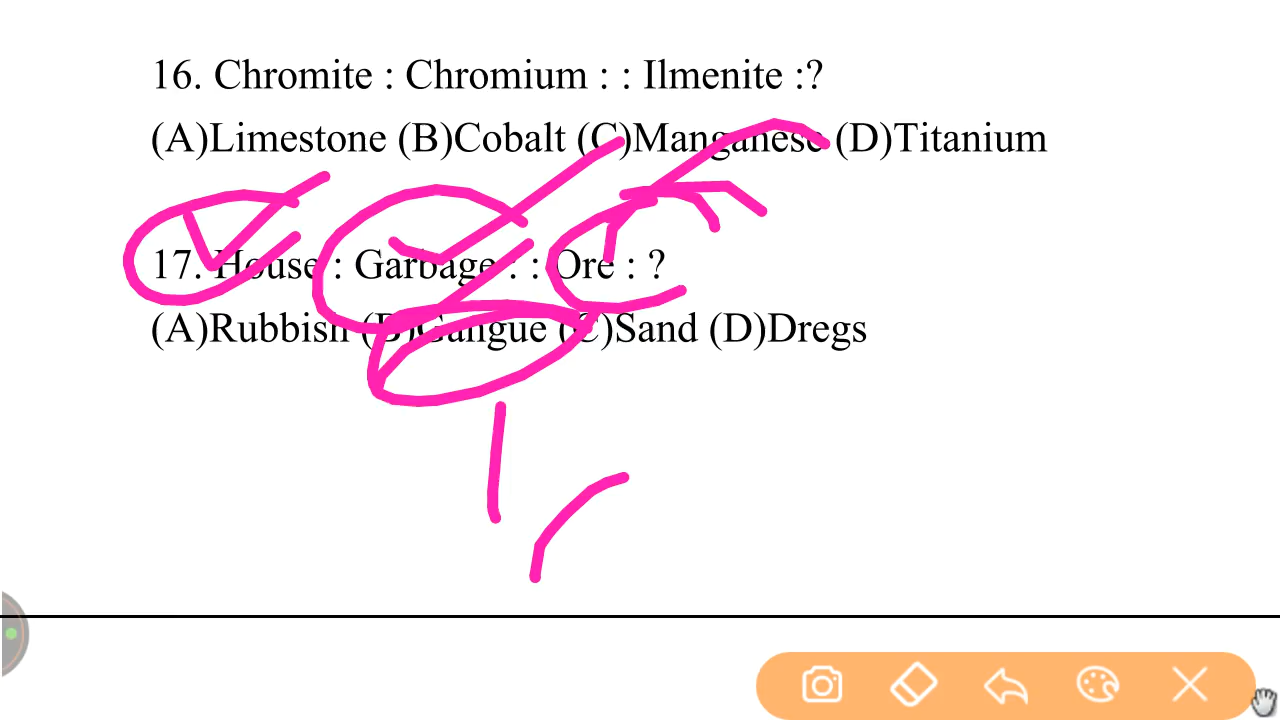 16. Chromite : Chromium : : Ilmenite :?
(A)Limestone (B)Cobalt (C)Manganese (D)Titanium
17. House : Garbage : : Ore : ?
(A)Rubbish (B)Gangue (C)Sand (D)Dregs